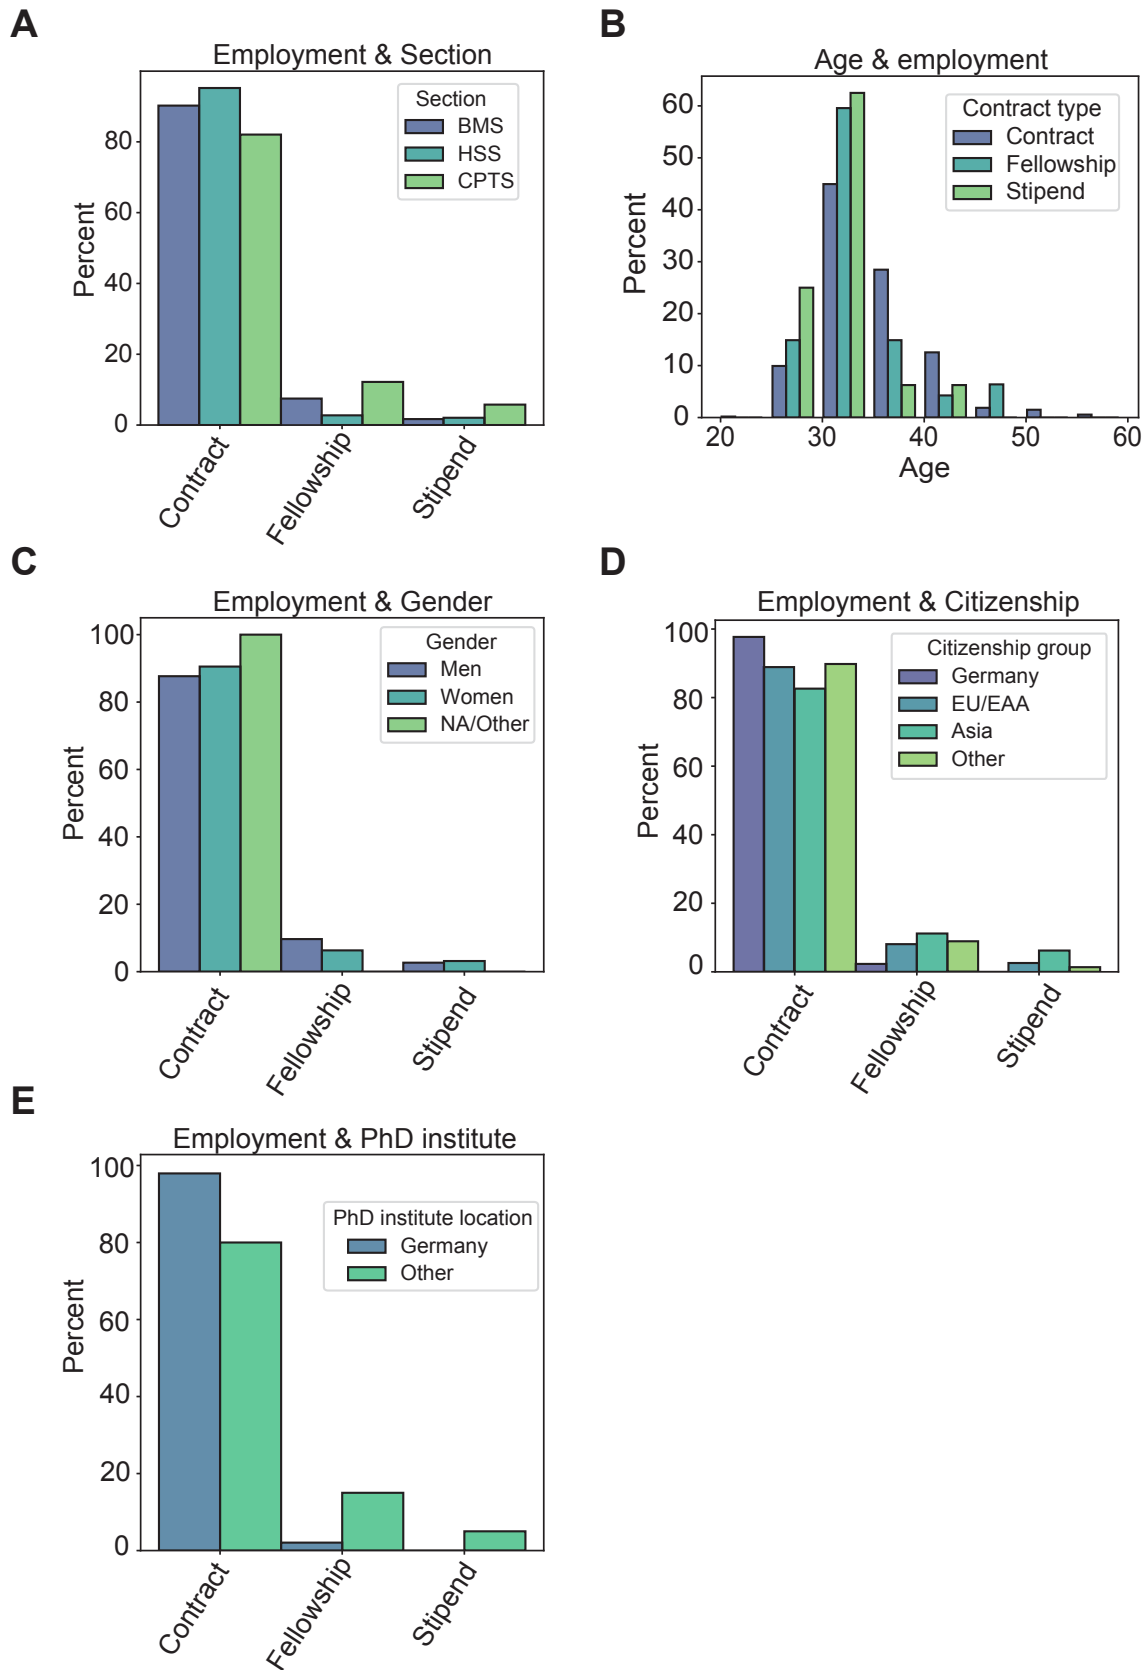 A
Employment & Section
Section
BMS
HSS
CPTS
Percent
80
60
40
20
0
Contract
Fellowship
Stipend
B
Age & employment
Contract type
Contract
Fellowship
Stipend
Percent
60
50
40
30
20
10
0
20 30 40 50 60
Age
C
Employment & Gender
Gender
Men
Women
NA/Other
Percent
100
80
60
40
20
0
Contract
Fellowship
Stipend
D
Employment & Citizenship
Citizenship group
Germany
EU/EAA
Asia
Other
Percent
100
80
60
40
20
0
Contract
Fellowship
Stipend
E
Employment & PhD institute
PhD institute location
Germany
Other
Percent
100
80
60
40
20
0
Contract
Fellowship
Stipend